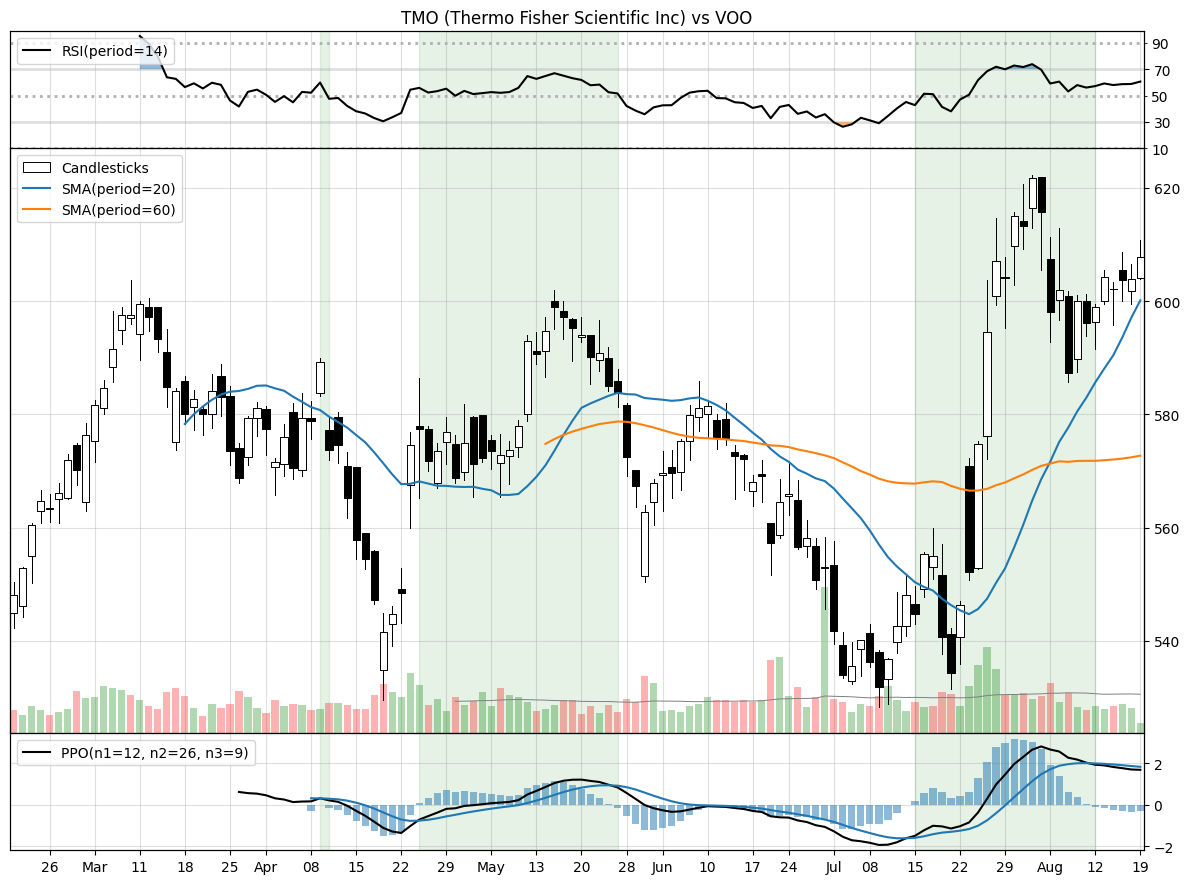 TMO (Thermo Fisher Scientific Inc) vs VOO
RSI(period=14)
90
70
50
30
10
Candlesticks
SMA(period=20)
SMA(period=60)
620
600
580
560
540
PPO(n1=12, n2=26, n3=9)
2
0
−2
26 Mar 11 18 25 Apr 08 15 22 29 May 13 20 28 Jun 10 17 24 Jul 08 15 22 29 Aug 12 19